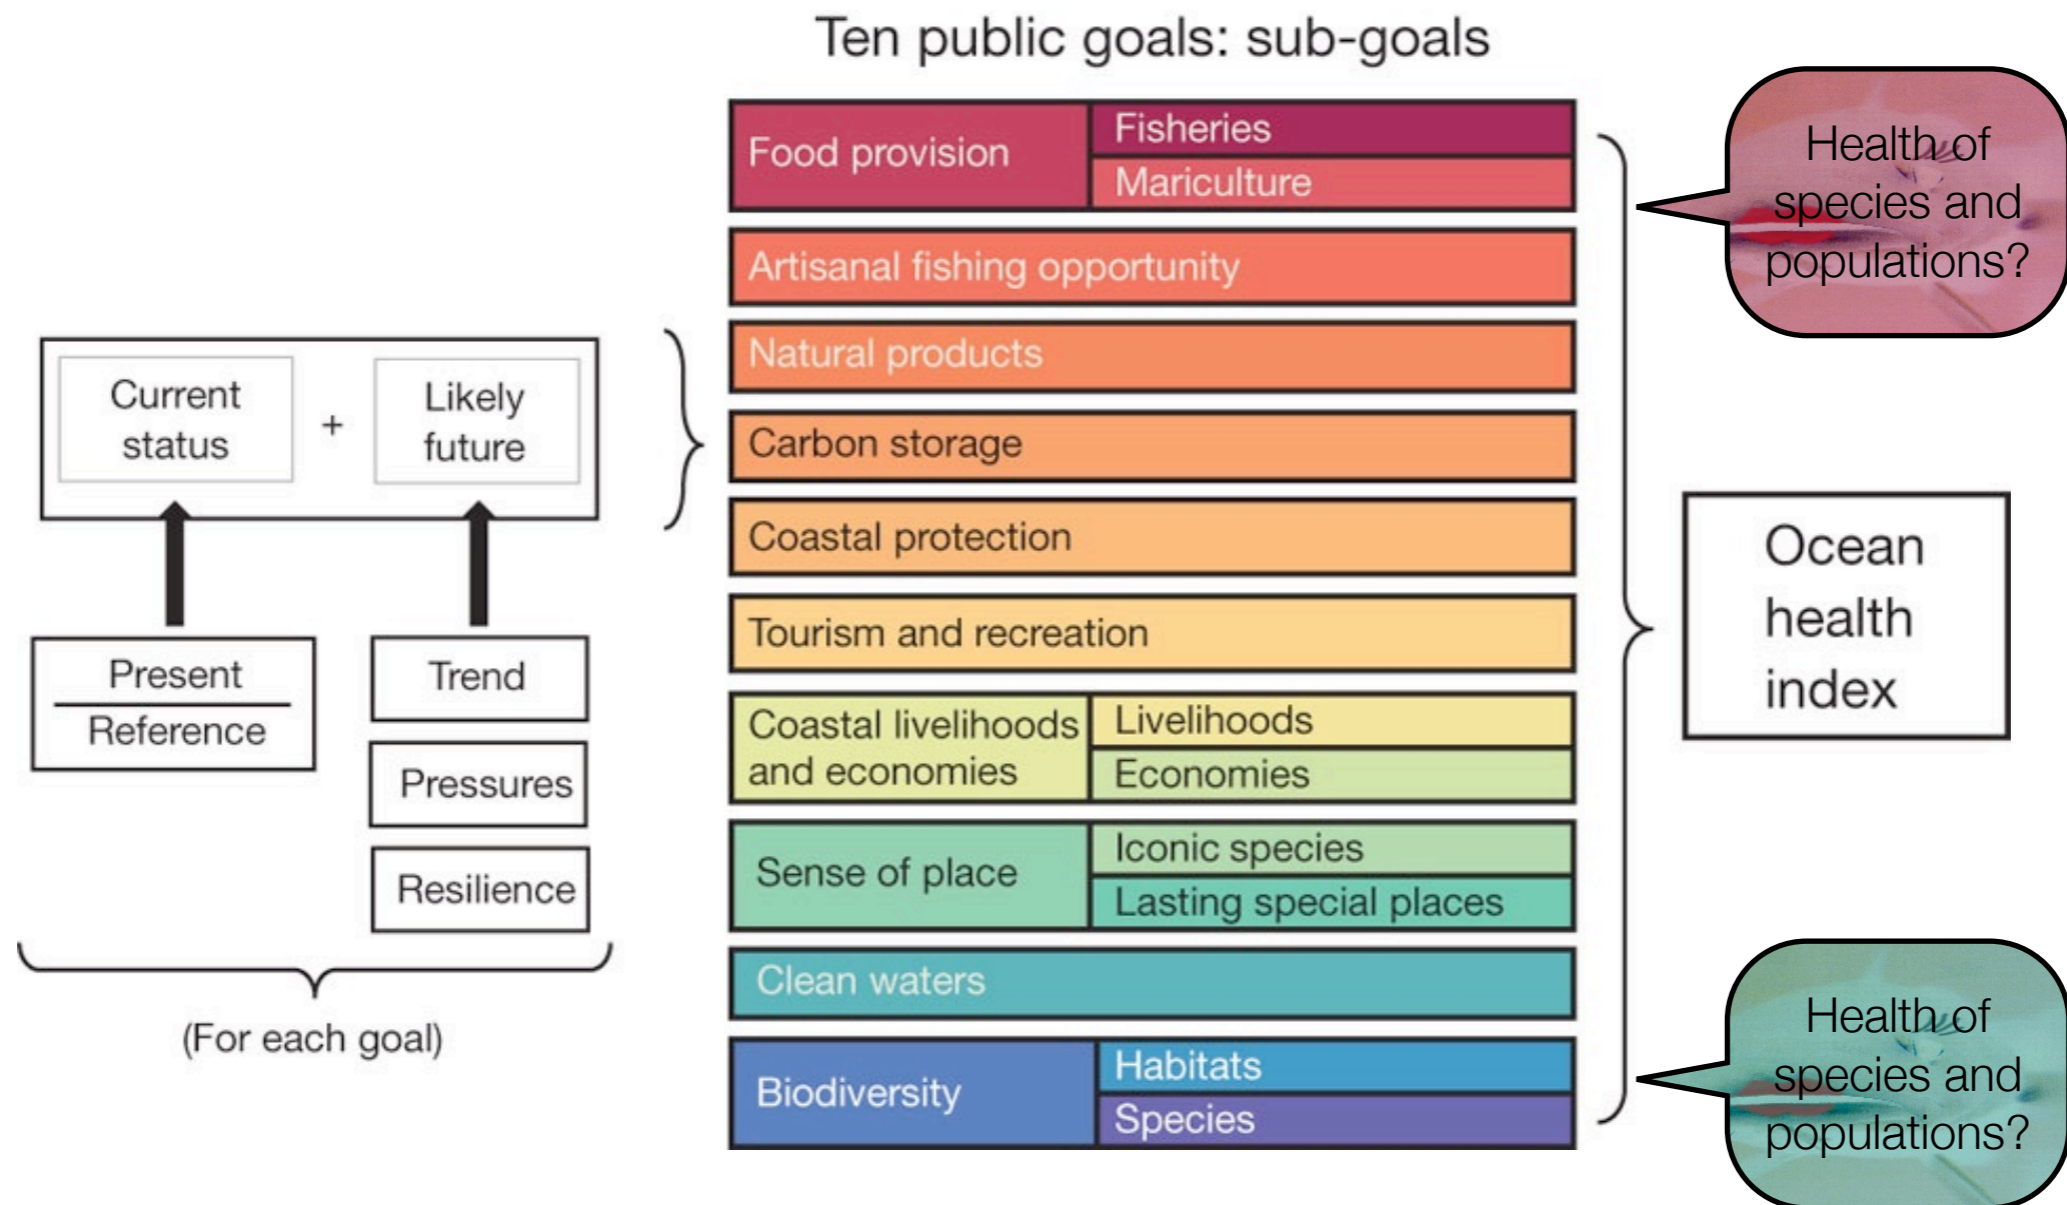 Ten public goals: sub-goals
Current
status
+
Likely
future
Present
Reference
Trend
Pressures
Resilience
(For each goal)
Food provision
Fisheries
Mariculture
Artisanal fishing opportunity
Natural products
Carbon storage
Coastal protection
Tourism and recreation
Coastal livelihoods
and economies
Livelihoods
Economies
Sense of place
Iconic species
Lasting special places
Clean waters
Biodiversity
Habitats
Species
Health of
species and
populations?
Ocean
health
index
Health of
species and
populations?